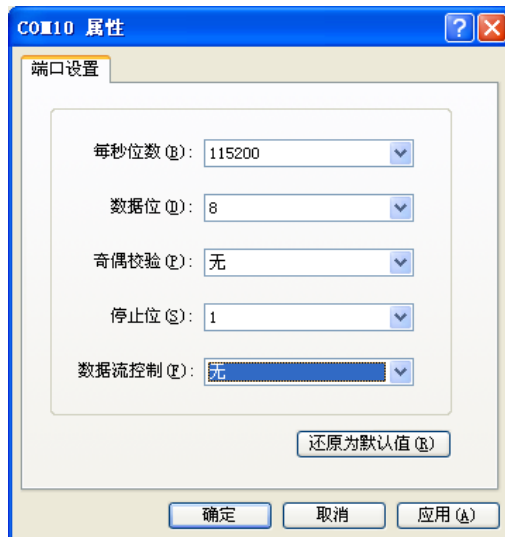 COM10 属性
端口设置
每秒位数(B): 115200
数据位(D): 8
奇偶校验(P): 无
停止位(S): 1
数据流控制(F): 无
还原为默认值(R)
确定 取消 应用(A)